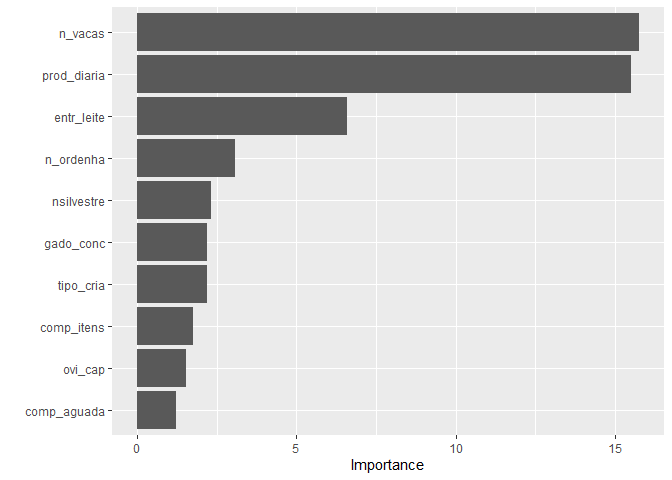 n_vacas
prod_diaria
entr_leite
n_ordenha
nsilvestre
gado_conc
tipo_cria
comp_itens
ovi_cap
comp_aguada
0 5 10 15
Importance